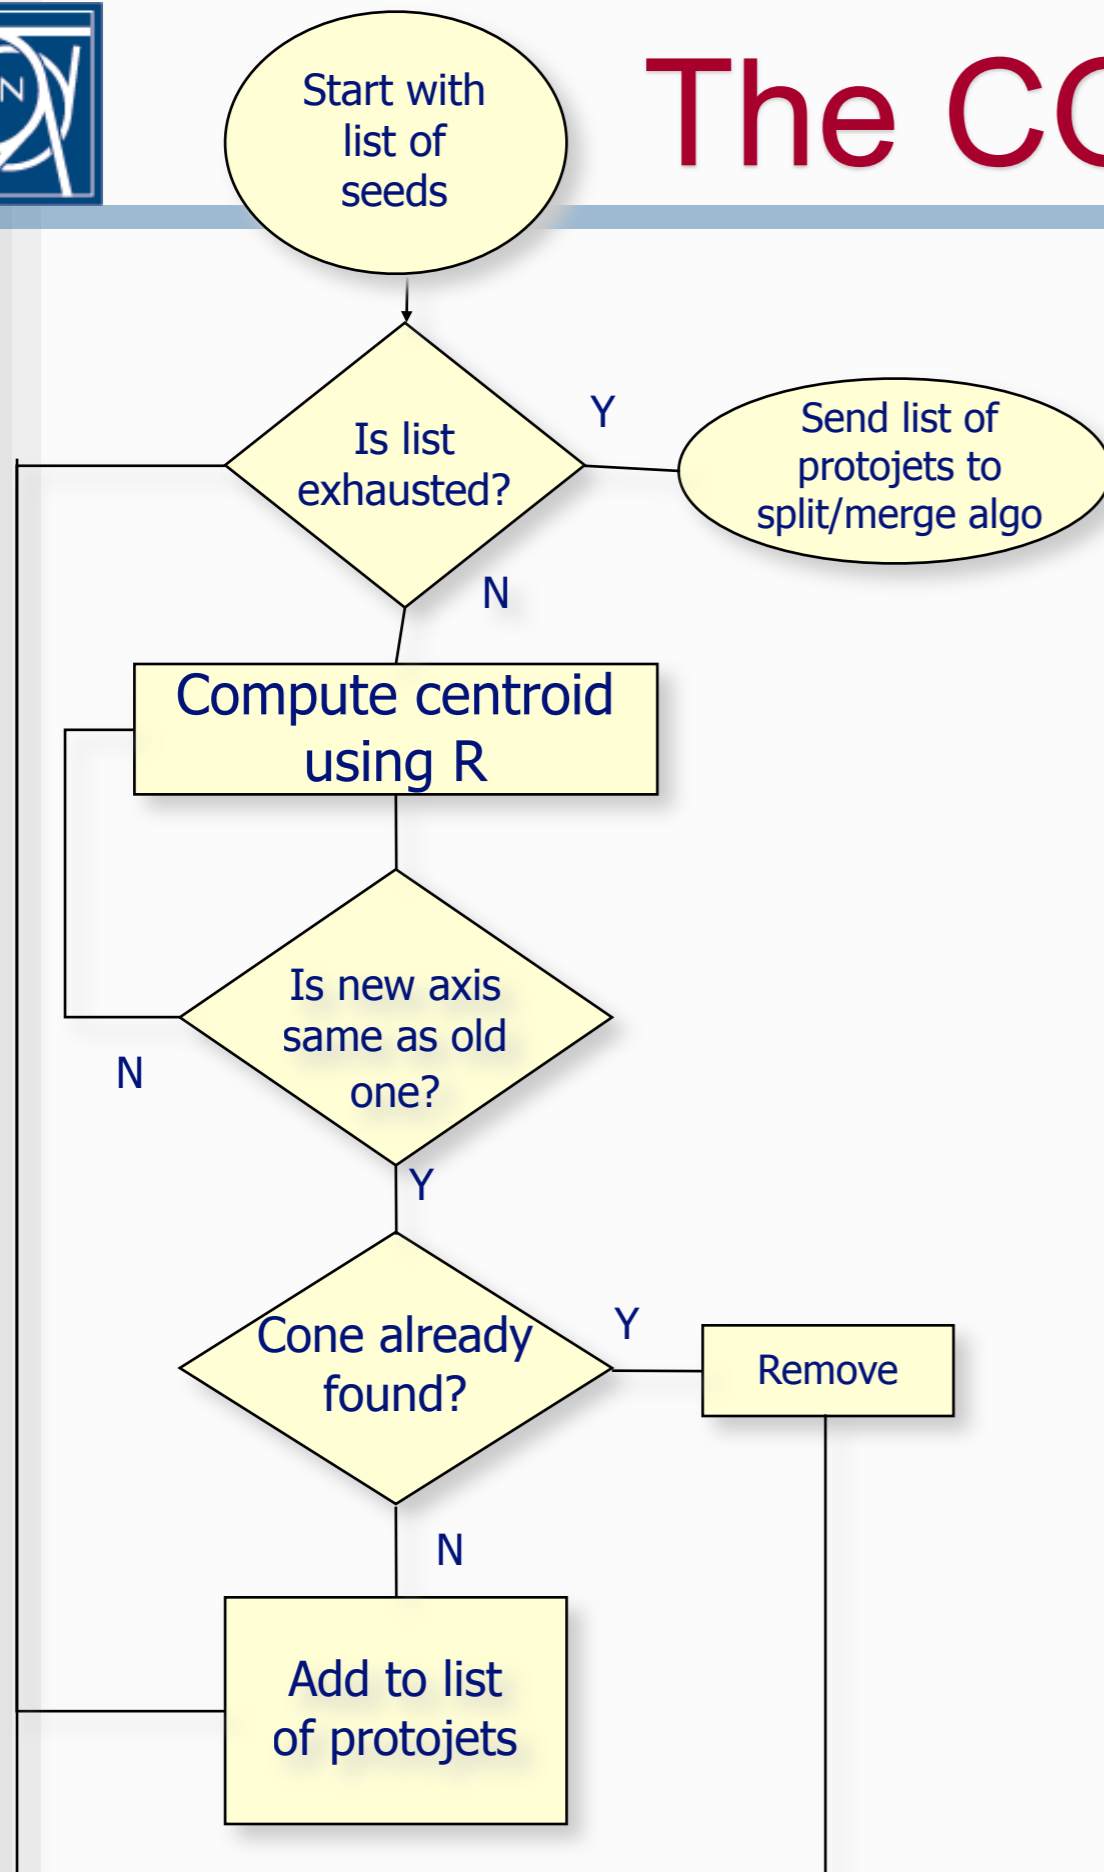 N
The CO
Start with
list of
seeds
Is list
exhausted?
Y
Send list of
protojets to
split/merge algo
N
Compute centroid
using R
Is new axis
same as old
one?
N
Y
Cone already
found?
Y
Remove
N
Add to list
of protojets